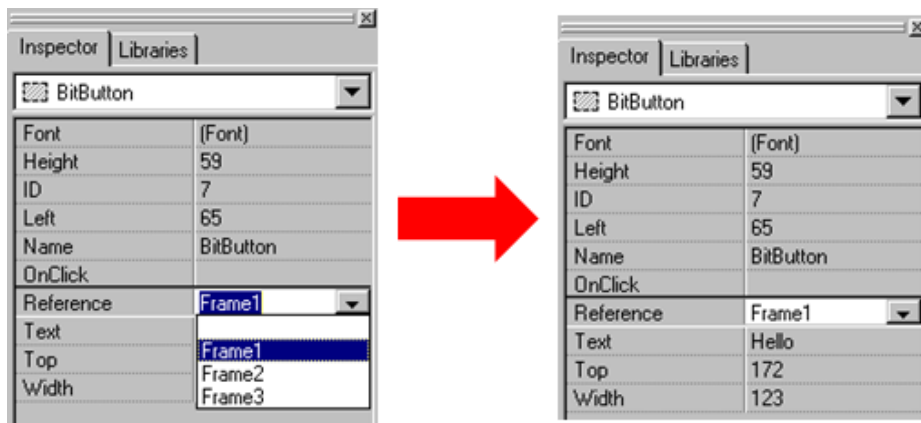 Inspector Libraries
BitButton
Font (Font)
Height 59
ID 7
Left 65
Name BitButton
OnClick
Reference Frame1
Text
Top
Width
Frame1
Frame2
Frame3
Inspector Libraries
BitButton
Font (Font)
Height 59
ID 7
Left 65
Name BitButton
OnClick
Reference Frame1
Text Hello
Top 172
Width 123